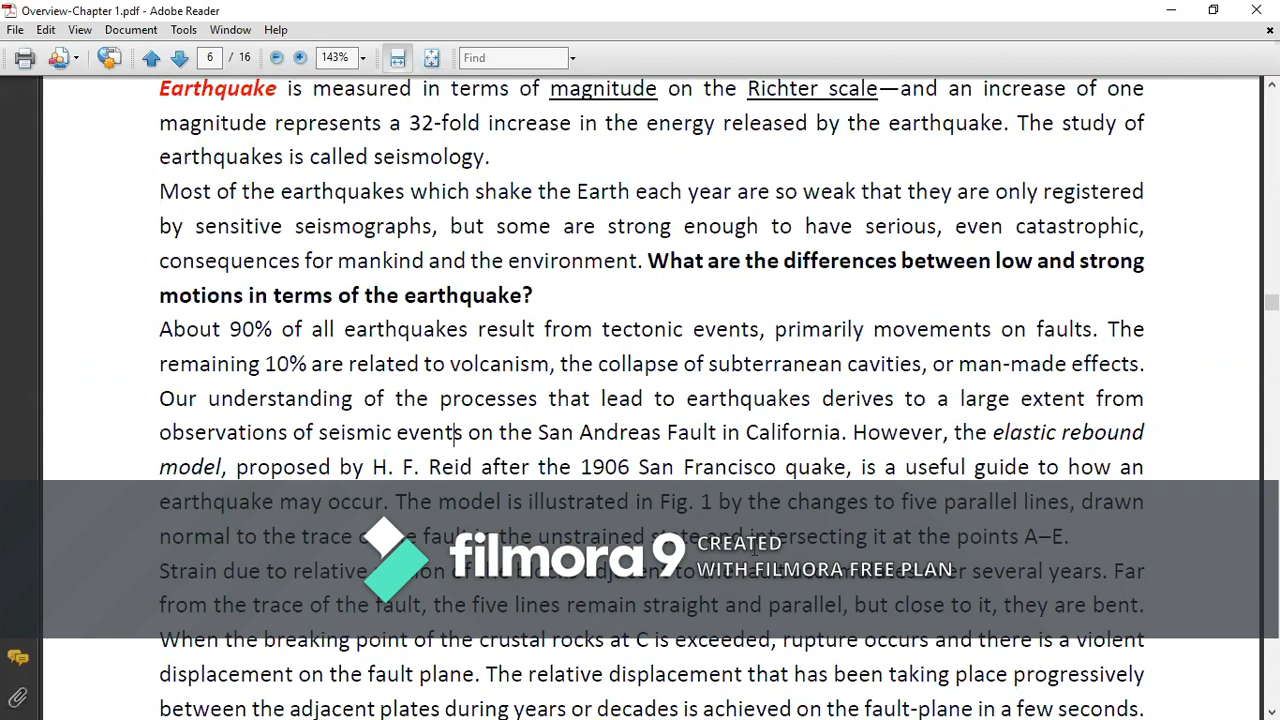 Overview-Chapter 1.pdf - Adobe Reader
File Edit View Document Tools Window Help
6 / 16 143% Find
Earthquake is measured in terms of magnitude on the Richter scale—and an increase of one
magnitude represents a 32-fold increase in the energy released by the earthquake. The study of
earthquakes is called seismology.
Most of the earthquakes which shake the Earth each year are so weak that they are only registered
by sensitive seismographs, but some are strong enough to have serious, even catastrophic,
consequences for mankind and the environment. What are the differences between low and strong
motions in terms of the earthquake?
About 90% of all earthquakes result from tectonic events, primarily movements on faults. The
remaining 10% are related to volcanism, the collapse of subterranean cavities, or man-made effects.
Our understanding of the processes that lead to earthquakes derives to a large extent from
observations of seismic events on the San Andreas Fault in California. However, the elastic rebound
model, proposed by H. F. Reid after the 1906 San Francisco quake, is a useful guide to how an
earthquake may occur. The model is illustrated in Fig. 1 by the changes to five parallel lines, drawn
normal to the trace fault in the unstrained state and intersecting it at the points A–E.
filmora 9 CREATED
WITH FILMORA FREE PLAN
Strain due to relative adjacent to several years. Far
from the trace of the fault, the five lines remain straight and parallel, but close to it, they are bent.
When the breaking point of the crustal rocks at C is exceeded, rupture occurs and there is a violent
displacement on the fault plane. The relative displacement that has been taking place progressively
between the adjacent plates during years or decades is achieved on the fault-plane in a few seconds.